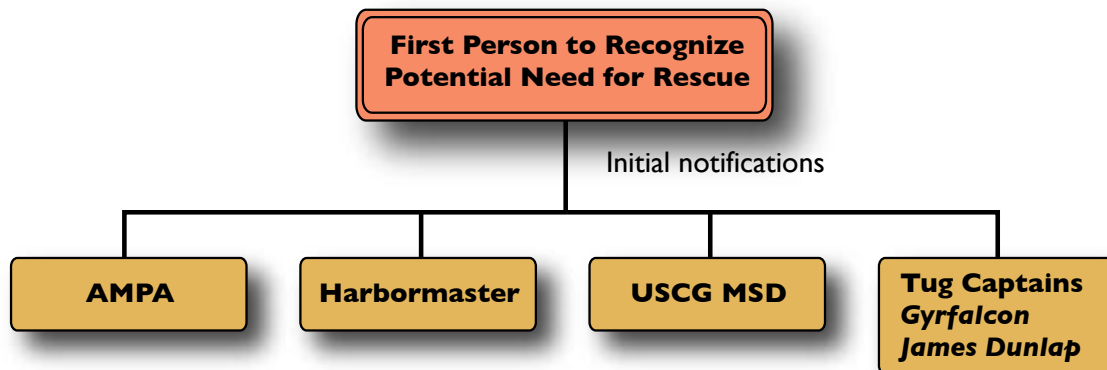 First Person to Recognize
Potential Need for Rescue
Initial notifications
AMPA
Harbormaster
USCG MSD
Tug Captains
Gyrfalcon
James Dunlap